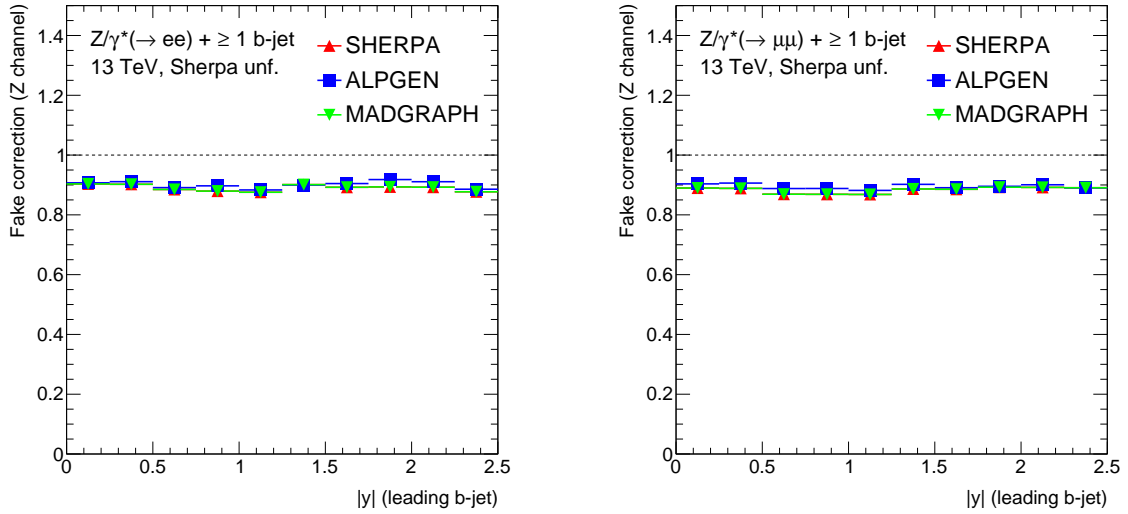 Fake correction (Z channel)
Z/γ*(→ ee) + ≥ 1 b-jet
13 TeV, Sherpa unf.
SHERPA
ALPGEN
MADGRAPH
1.4
1.2
1
0.8
0.6
0.4
0.2
0
0 0.5 1 1.5 2 2.5
|y| (leading b-jet)
Fake correction (Z channel)
Z/γ*(→ μμ) + ≥ 1 b-jet
13 TeV, Sherpa unf.
SHERPA
ALPGEN
MADGRAPH
1.4
1.2
1
0.8
0.6
0.4
0.2
0
0 0.5 1 1.5 2 2.5
|y| (leading b-jet)